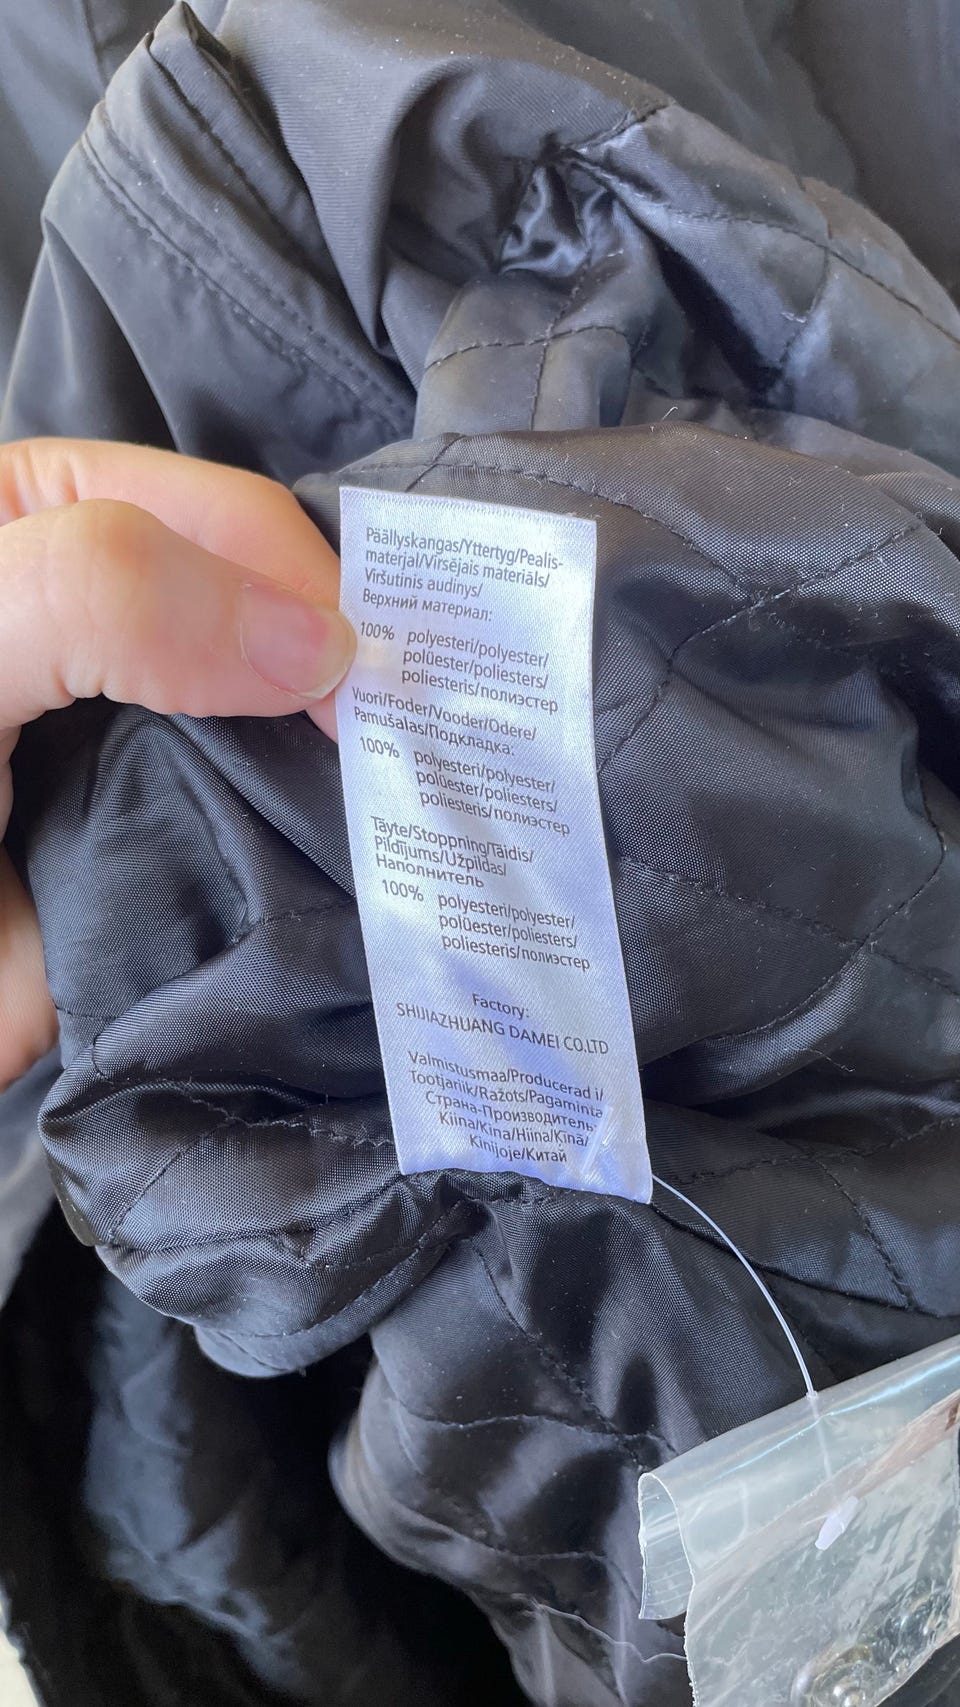 Päällyskangas/Yttertyg/Pealis-
materjal/Virsējais materiāls/
Viršutinis audinys/
Верхний материал:
100% polyesteri/polyester/
polüester/poliesters/
poliesteris/полиэстер
Vuori/Foder/Vooder/Odere/
Pamušalas/Подкладка:
100% polyesteri/polyester/
polüester/poliesters/
poliesteris/полиэстер
Täyte/Stoppning/Täidis/
Pildījums/Užpildas/
Наполнитель
100% polyesteri/polyester/
polüester/poliesters/
poliesteris/полиэстер
Factory:
SHIJIAZHUANG DAMEI CO.LTD
Valmistusmaa/Producerad i/
Tootjariik/Ražots/Pagaminta
Страна-Производитель:
Kiina/Kina/Hiina/Ķīnā/
Kinijoje/Китай